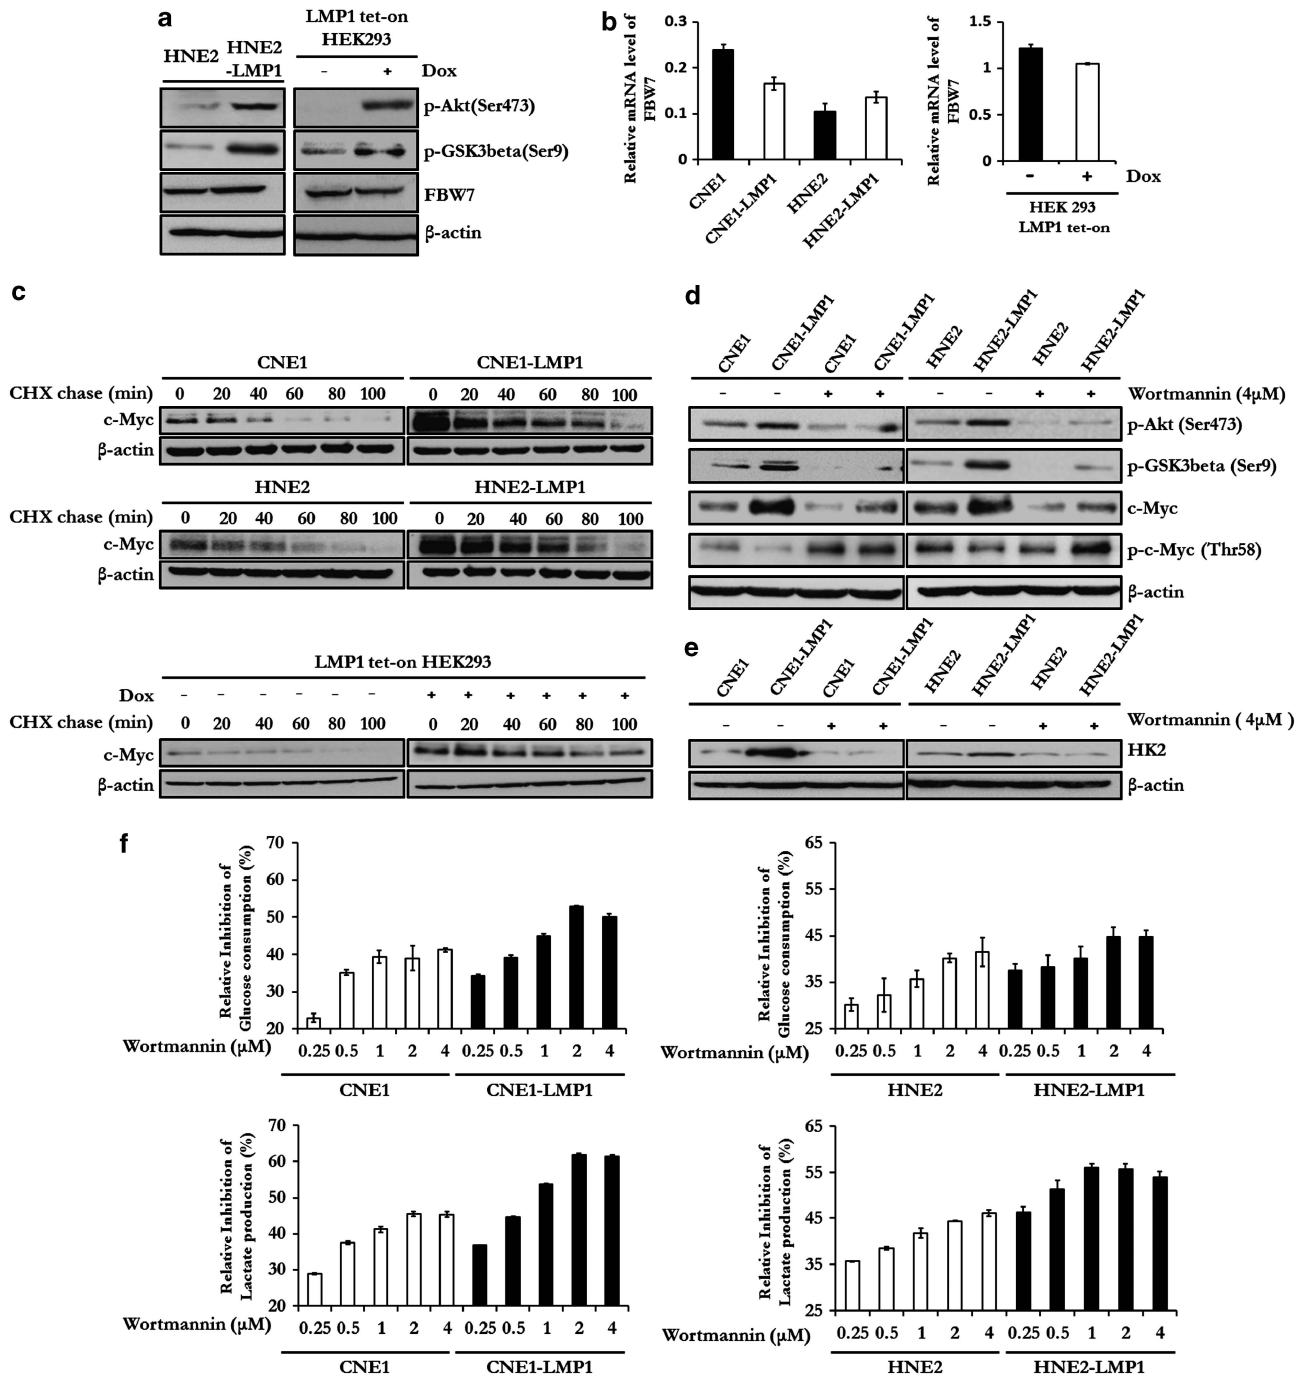 a
HNE2
HNE2
-LMP1
LMP1 tet-on
HEK293
- + Dox
p-Akt(Ser473)
p-GSK3beta(Ser9)
FBW7
β-actin
b
Relative mRNA level of
FBW7
0.3
0.2
0.1
0
CNE1
CNE1-LMP1
HNE2
HNE2-LMP1
Relative mRNA level of
FBW7
1.5
1
0.5
0
- + Dox
HEK 293
LMP1 tet-on
c
CNE1 CNE1-LMP1
CHX chase (min) 0 20 40 60 80 100 0 20 40 60 80 100
c-Myc
β-actin
HNE2 HNE2-LMP1
CHX chase (min) 0 20 40 60 80 100 0 20 40 60 80 100
c-Myc
β-actin
LMP1 tet-on HEK293
Dox - - - - - - + + + + + +
CHX chase (min) 0 20 40 60 80 100 0 20 40 60 80 100
c-Myc
β-actin
d
CNE1 CNE1-LMP1 CNE1 CNE1-LMP1 HNE2 HNE2-LMP1 HNE2 HNE2-LMP1
- - + + - - + + Wortmannin (4μM)
p-Akt (Ser473)
p-GSK3beta (Ser9)
c-Myc
p-c-Myc (Thr58)
β-actin
e
CNE1 CNE1-LMP1 CNE1 CNE1-LMP1 HNE2 HNE2-LMP1 HNE2 HNE2-LMP1
- - + + - - + + Wortmannin ( 4μM )
HK2
β-actin
f
Relative Inhibition of
Glucose consumption (%)
70
60
50
40
30
20
Wortmannin (μM) 0.25 0.5 1 2 4 0.25 0.5 1 2 4
CNE1 CNE1-LMP1
Relative Inhibition of
Glucose consumption (%)
65
55
45
35
25
Wortmannin (μM) 0.25 0.5 1 2 4 0.25 0.5 1 2 4
HNE2 HNE2-LMP1
Relative Inhibition of
Lactate production (%)
70
60
50
40
30
20
Wortmannin (μM) 0.25 0.5 1 2 4 0.25 0.5 1 2 4
CNE1 CNE1-LMP1
Relative Inhibition of
Lactate production (%)
65
55
45
35
25
Wortmannin (μM) 0.25 0.5 1 2 4 0.25 0.5 1 2 4
HNE2 HNE2-LMP1